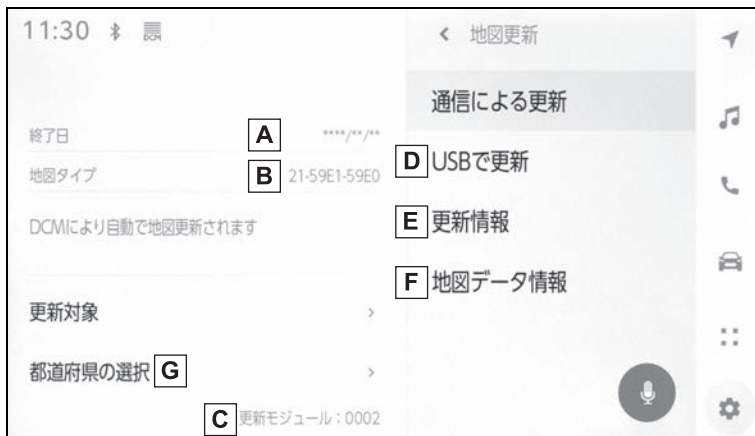 11:30 DCM
終了日 A ****/**/**
地図タイプ B 21-59E1-59E0
DCMにより自動で地図更新されます
更新対象 >
都道府県の選択 G >
C 更新モジュール:0002
< 地図更新
通信による更新
D USBで更新
E 更新情報
F 地図データ情報